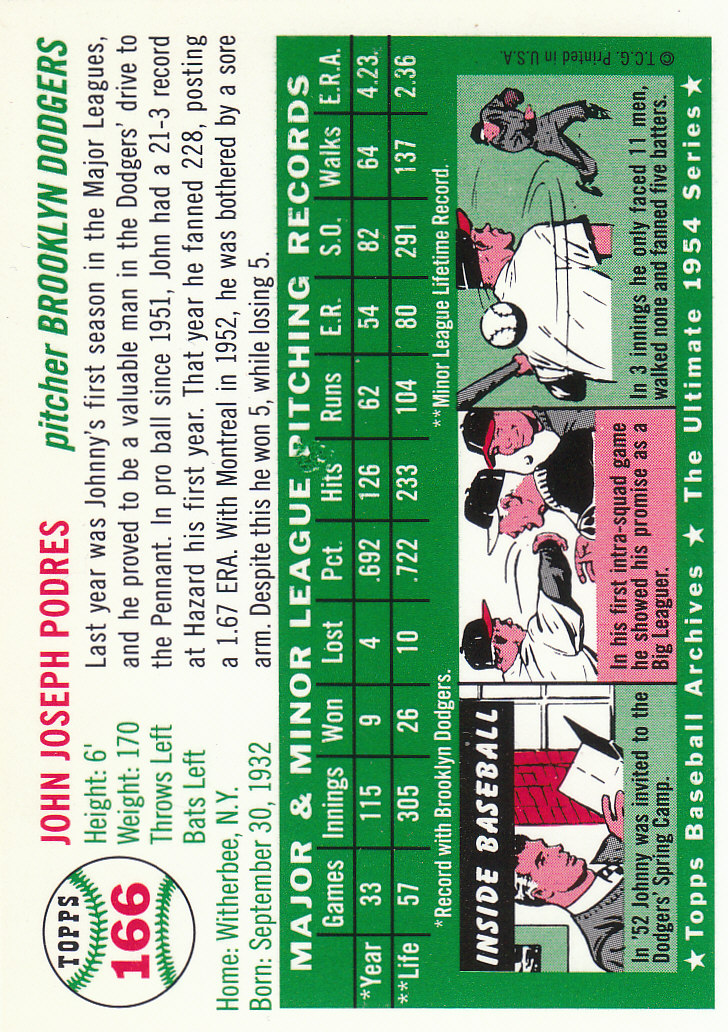 TOPPS
166
JOHN JOSEPH PODRES
pitcher BROOKLYN DODGERS
Height: 6'
Weight: 170
Throws Left
Bats Left
Home: Witherbee, N.Y.
Born: September 30, 1932
Last year was Johnny's first season in the Major Leagues,
and he proved to be a valuable man in the Dodgers' drive to
the Pennant. In pro ball since 1951, John had a 21-3 record
at Hazard his first year. That year he fanned 228, posting
a 1.67 ERA. With Montreal in 1952, he was bothered by a sore
arm. Despite this he won 5, while losing 5.
MAJOR & MINOR LEAGUE PITCHING RECORDS
Games Innings Won Lost Pct. Hits Runs E.R. S.O. Walks E.R.A.
*Year 33 115 9 4 .692 126 62 54 82 64 4.23
**Life 57 305 26 10 .722 233 104 80 291 137 2.36
*Record with Brooklyn Dodgers. **Minor League Lifetime Record.
INSIDE BASEBALL
In '52 Johnny was invited to the
Dodgers' Spring Camp.
In his first intra-squad game
he showed his promise as a
Big Leaguer.
In 3 innings he only faced 11 men,
walked none and fanned five batters.
© T.C.G. Printed in U.S.A.
★ Topps Baseball Archives ★ The Ultimate 1954 Series ★